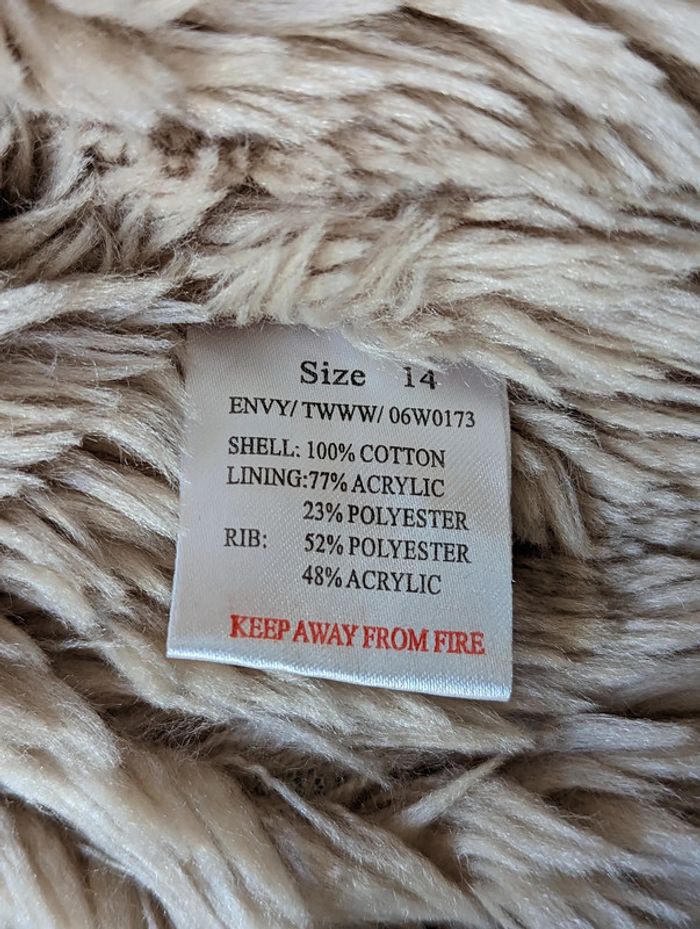 Size 14
ENVY/ TWWW/ 06W0173
SHELL: 100% COTTON
LINING:77% ACRYLIC
23% POLYESTER
RIB: 52% POLYESTER
48% ACRYLIC
KEEP AWAY FROM FIRE